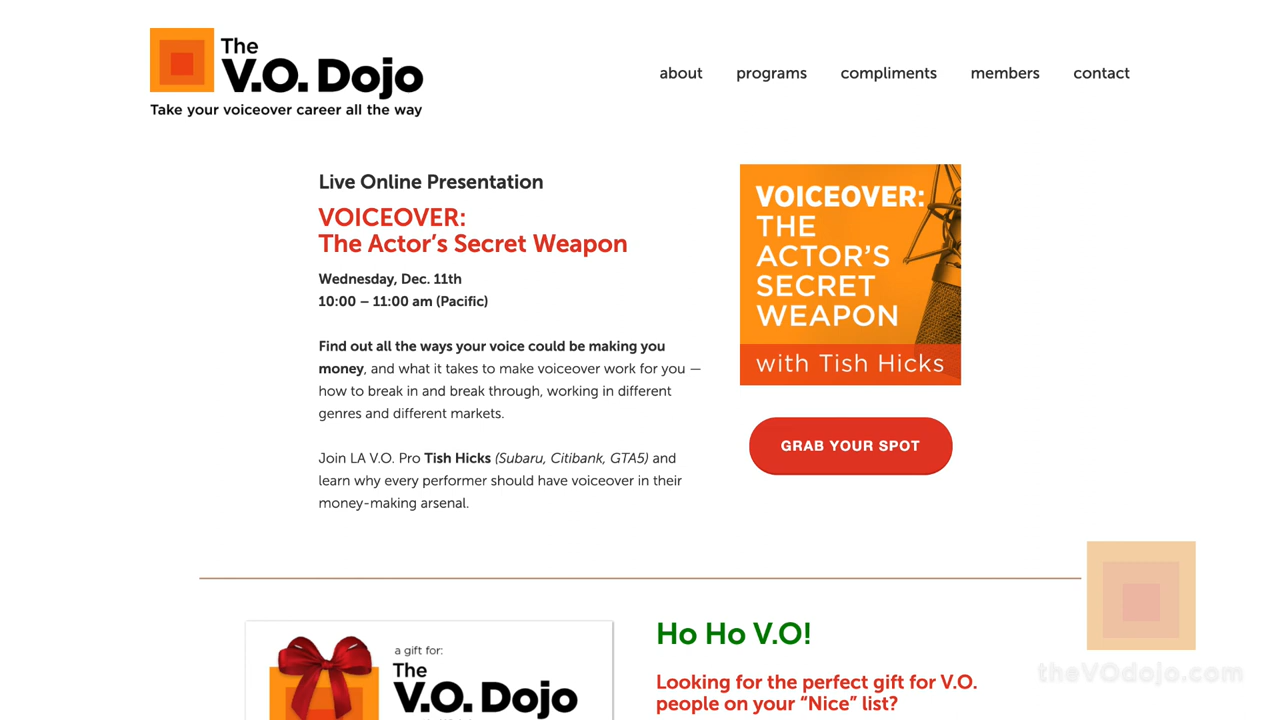 The
V.O. Dojo
Take your voiceover career all the way
about programs compliments members contact
Live Online Presentation
VOICEOVER:
The Actor's Secret Weapon
Wednesday, Dec. 11th
10:00 – 11:00 am (Pacific)
Find out all the ways your voice could be making you
money, and what it takes to make voiceover work for you —
how to break in and break through, working in different
genres and different markets.
Join LA V.O. Pro Tish Hicks (Subaru, Citibank, GTA5) and
learn why every performer should have voiceover in their
money-making arsenal.
VOICEOVER:
THE
ACTOR'S
SECRET
WEAPON
with Tish Hicks
GRAB YOUR SPOT
a gift for:
The
V.O. Dojo
Ho Ho V.O!
Looking for the perfect gift for V.O.
people on your “Nice” list?
theVOdojo.com